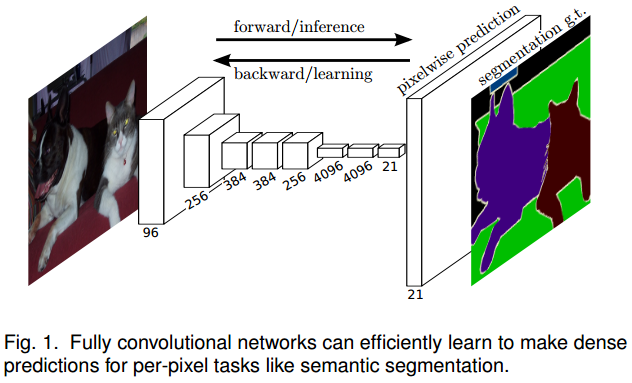 forward/inference
backward/learning
pixelwise prediction
segmentation g.t.
96
256
384
384
256
4096
4096
21
21
Fig. 1. Fully convolutional networks can efficiently learn to make dense
predictions for per-pixel tasks like semantic segmentation.